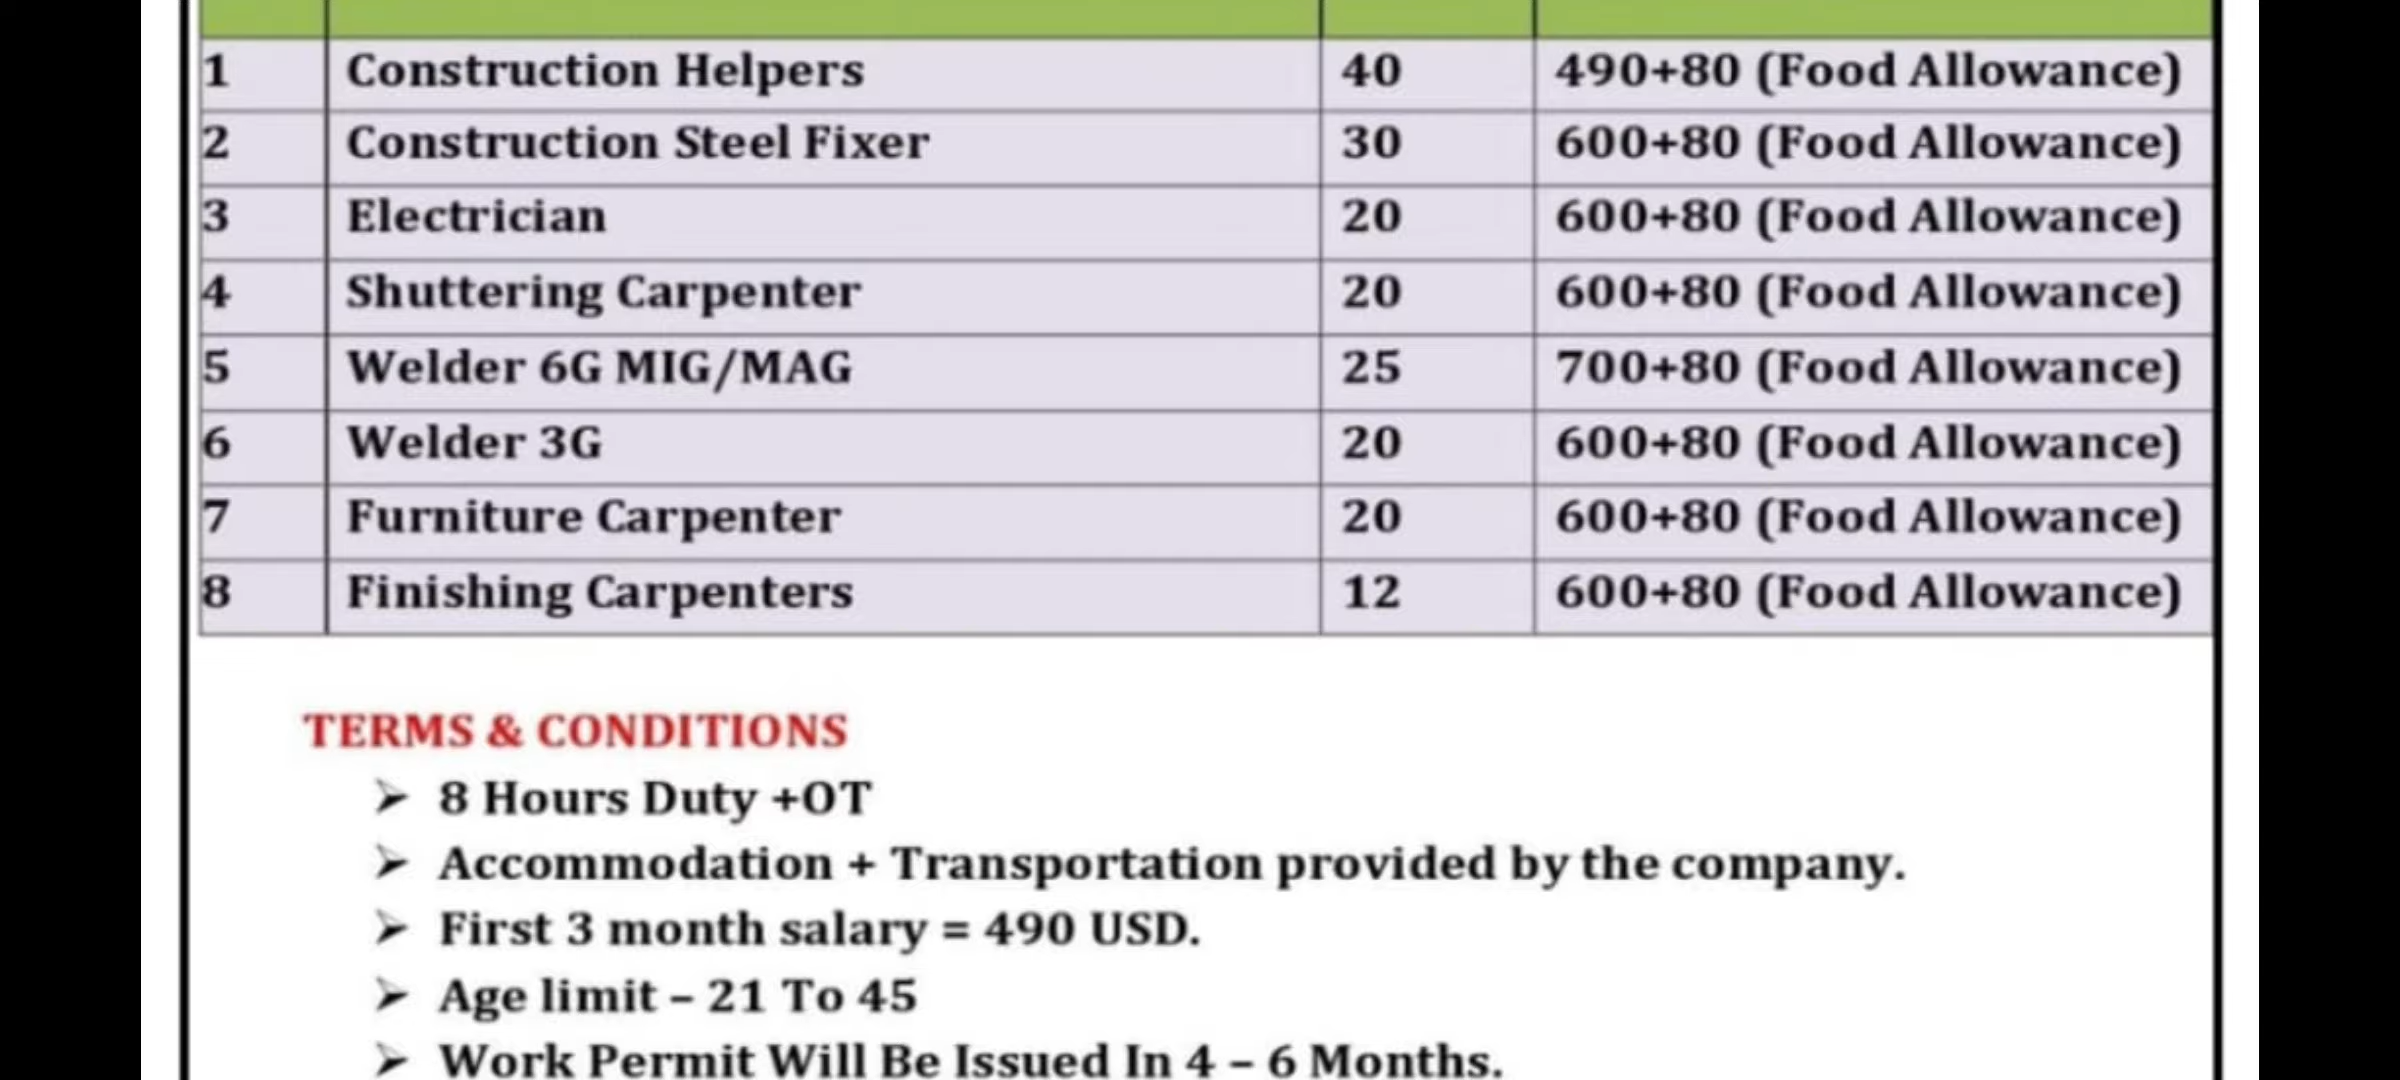 1 Construction Helpers 40 490+80 (Food Allowance)
2 Construction Steel Fixer 30 600+80 (Food Allowance)
3 Electrician 20 600+80 (Food Allowance)
4 Shuttering Carpenter 20 600+80 (Food Allowance)
5 Welder 6G MIG/MAG 25 700+80 (Food Allowance)
6 Welder 3G 20 600+80 (Food Allowance)
7 Furniture Carpenter 20 600+80 (Food Allowance)
8 Finishing Carpenters 12 600+80 (Food Allowance)
TERMS & CONDITIONS
➢ 8 Hours Duty +OT
➢ Accommodation + Transportation provided by the company.
➢ First 3 month salary = 490 USD.
➢ Age limit – 21 To 45
➢ Work Permit Will Be Issued In 4 – 6 Months.